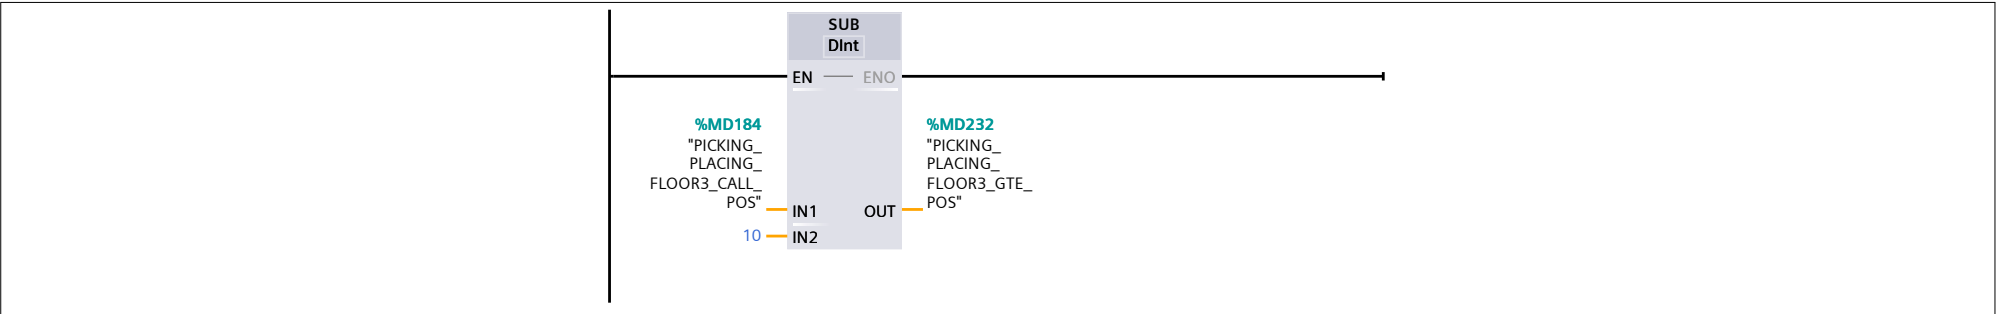 SUB
DInt
EN
ENO
%MD184
"PICKING_
PLACING_
FLOOR3_CALL_
POS"
IN1
10
IN2
%MD232
"PICKING_
PLACING_
FLOOR3_GTE_
POS"
OUT